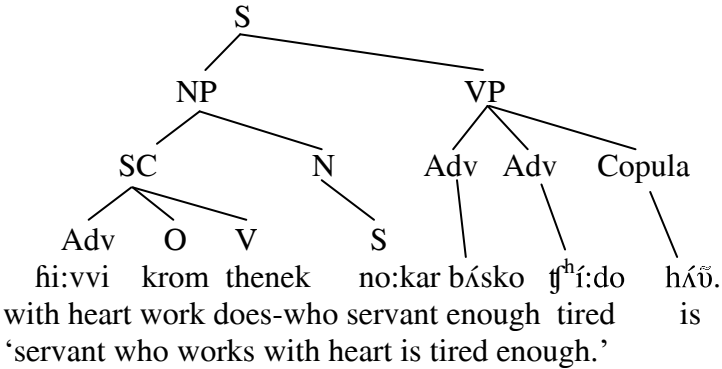 S
NP VP
SC N Adv Adv Copula
Adv O V S
ɦi:vvi krom thenek no:kar bʌ́sko ʧʰí:do hʌ́ʊ̃.
with heart work does-who servant enough tired is
‘servant who works with heart is tired enough.’